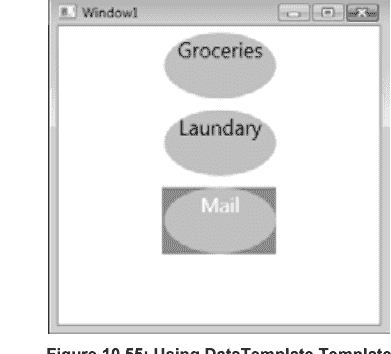 Window1
Groceries
Laundary
Mail
Figure 10.55: Using DataTemplate Template